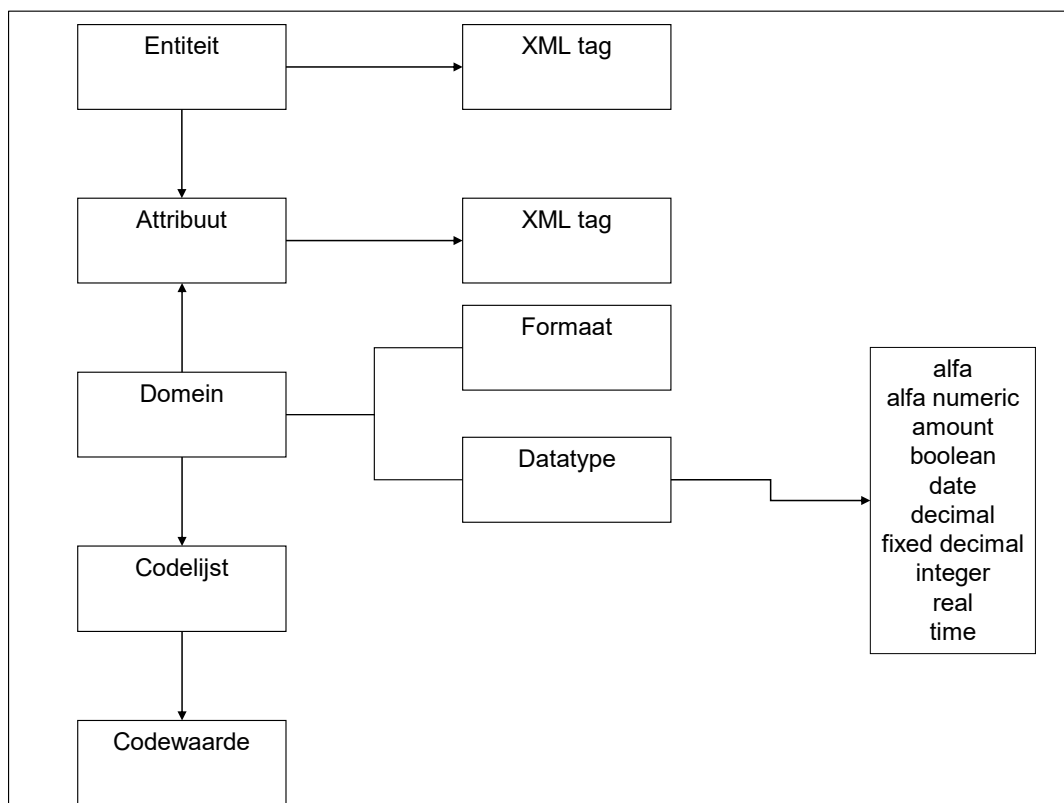 Entiteit
XML tag
Attribuut
XML tag
Formaat
Domein
Datatype
alfa
alfa numeric
amount
boolean
date
decimal
fixed decimal
integer
real
time
Codelijst
Codewaarde